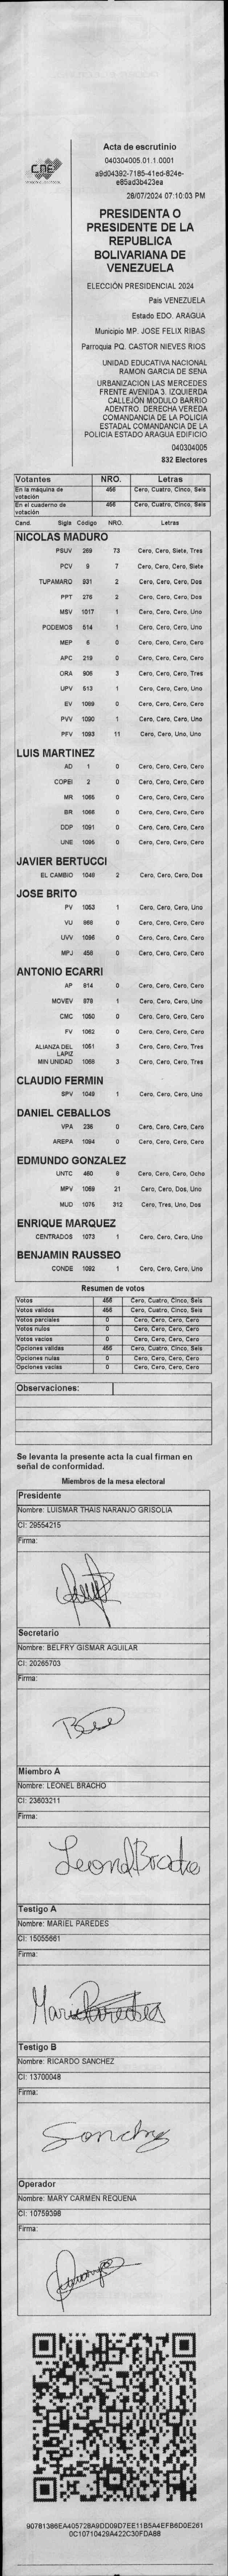 CNE
Acta de escrutinio
040304005.01.1.0001
a9d04392-7185-41ed-824e-
e85ad3b423ea
28/07/2024 07:10:03 PM
PRESIDENTA O
PRESIDENTE DE LA
REPUBLICA
BOLIVARIANA DE
VENEZUELA
ELECCIÓN PRESIDENCIAL 2024
Pais VENEZUELA
Estado EDO. ARAGUA
Municipio MP. JOSE FELIX RIBAS
Parroquia PQ. CASTOR NIEVES RIOS
UNIDAD EDUCATIVA NACIONAL
RAMON GARCIA DE SENA
URBANIZACION LAS MERCEDES
FRENTE AVENIDA 3. IZQUIERDA
CALLEJÓN MODULO BARRIO
ADENTRO. DERECHA VEREDA
COMANDANCIA DE LA POLICIA
ESTADAL COMANDANCIA DE LA
POLICIA ESTADO ARAGUA EDIFICIO
040304005
832 Electores
Votantes NRO. Letras
En la máquina de votación 456 Cero, Cuatro, Cinco, Seis
En el cuaderno de votación 456 Cero, Cuatro, Cinco, Seis
Cand. Sigla Código NRO. Letras
NICOLAS MADURO
PSUV 269 73 Cero, Cero, Siete, Tres
PCV 9 7 Cero, Cero, Cero, Siete
TUPAMARO 931 2 Cero, Cero, Cero, Dos
PPT 276 2 Cero, Cero, Cero, Dos
MSV 1017 1 Cero, Cero, Cero, Uno
PODEMOS 514 1 Cero, Cero, Cero, Uno
MEP 6 0 Cero, Cero, Cero, Cero
APC 219 0 Cero, Cero, Cero, Cero
ORA 906 3 Cero, Cero, Cero, Tres
UPV 613 1 Cero, Cero, Cero, Uno
EV 1089 0 Cero, Cero, Cero, Cero
PVV 1090 1 Cero, Cero, Cero, Uno
PFV 1093 11 Cero, Cero, Uno, Uno
LUIS MARTINEZ
AD 1 0 Cero, Cero, Cero, Cero
COPEI 2 0 Cero, Cero, Cero, Cero
MR 1065 0 Cero, Cero, Cero, Cero
BR 1066 0 Cero, Cero, Cero, Cero
DDP 1091 0 Cero, Cero, Cero, Cero
UNE 1095 0 Cero, Cero, Cero, Cero
JAVIER BERTUCCI
EL CAMBIO 1048 2 Cero, Cero, Cero, Dos
JOSE BRITO
PV 1053 1 Cero, Cero, Cero, Uno
VU 868 0 Cero, Cero, Cero, Cero
UVV 1096 0 Cero, Cero, Cero, Cero
MPJ 458 0 Cero, Cero, Cero, Cero
ANTONIO ECARRI
AP 814 0 Cero, Cero, Cero, Cero
MOVEV 978 1 Cero, Cero, Cero, Uno
CMC 1050 0 Cero, Cero, Cero, Cero
FV 1062 0 Cero, Cero, Cero, Cero
ALIANZA DEL LAPIZ 1051 3 Cero, Cero, Cero, Tres
MIN UNIDAD 1068 3 Cero, Cero, Cero, Tres
CLAUDIO FERMIN
SPV 1049 1 Cero, Cero, Cero, Uno
DANIEL CEBALLOS
VPA 236 0 Cero, Cero, Cero, Cero
AREPA 1094 0 Cero, Cero, Cero, Cero
EDMUNDO GONZALEZ
UNTC 460 8 Cero, Cero, Cero, Ocho
MPV 1069 21 Cero, Cero, Dos, Uno
MUD 1076 312 Cero, Tres, Uno, Dos
ENRIQUE MARQUEZ
CENTRADOS 1073 1 Cero, Cero, Cero, Uno
BENJAMIN RAUSSEO
CONDE 1092 1 Cero, Cero, Cero, Uno
Resumen de votos
Votos 456 Cero, Cuatro, Cinco, Seis
Votos validos 456 Cero, Cuatro, Cinco, Seis
Votos parciales 0 Cero, Cero, Cero, Cero
Votos nulos 0 Cero, Cero, Cero, Cero
Votos vacios 0 Cero, Cero, Cero, Cero
Opciones validas 456 Cero, Cuatro, Cinco, Seis
Opciones nulas 0 Cero, Cero, Cero, Cero
Opciones vacias 0 Cero, Cero, Cero, Cero
Observaciones:
Se levanta la presente acta la cual firman en
señal de conformidad.
Miembros de la mesa electoral
Presidente
Nombre: LUISMAR THAIS NARANJO GRISOLIA
CI: 29554215
Firma:
Secretario
Nombre: BELFRY GISMAR AGUILAR
CI: 20265703
Firma:
Miembro A
Nombre: LEONEL BRACHO
CI: 23603211
Firma:
Leonel Bracho
Testigo A
Nombre: MARIEL PAREDES
CI: 15055661
Firma:
Mariel Paredes
Testigo B
Nombre: RICARDO SANCHEZ
CI: 13700048
Firma:
Sanchez
Operador
Nombre: MARY CARMEN REQUENA
CI: 10759398
Firma:
90781386EA405728A9DD09D7EE11B5A4EFB6D0E261
0C10710429A422C30FDA88